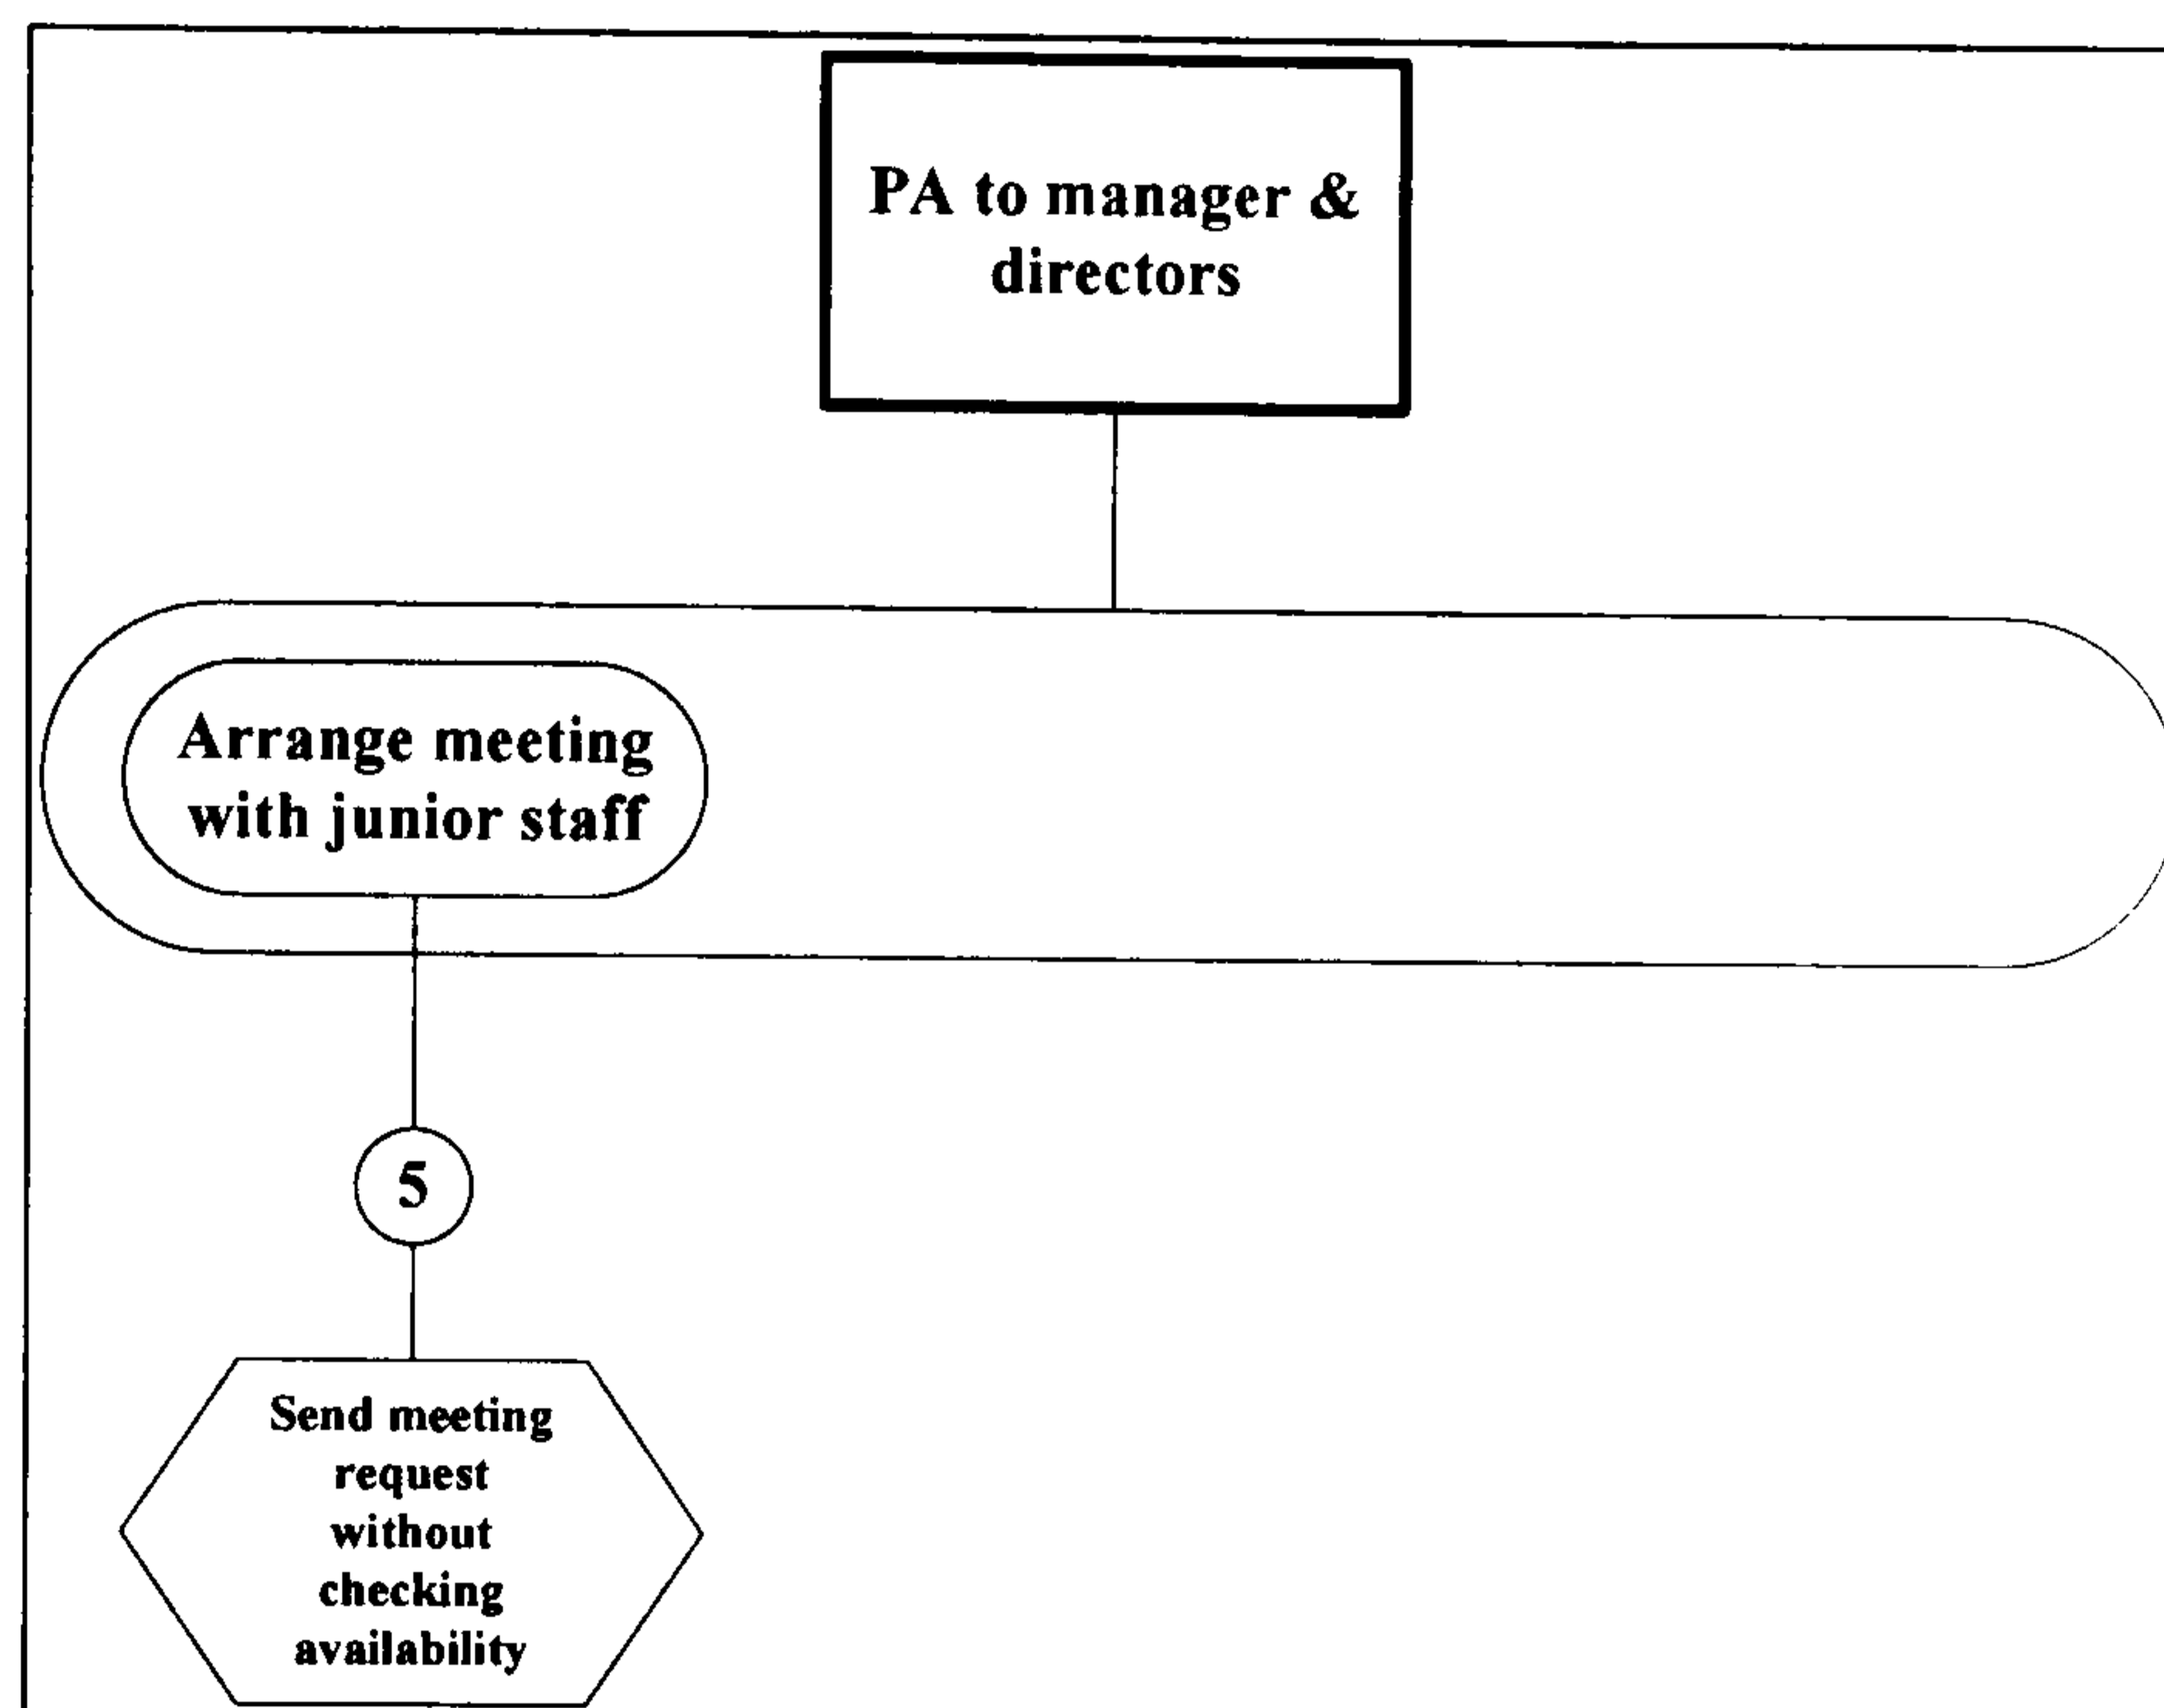 PA to manager &
directors
Arrange meeting
with junior staff
5
Send meeting
request
without
checking
availability